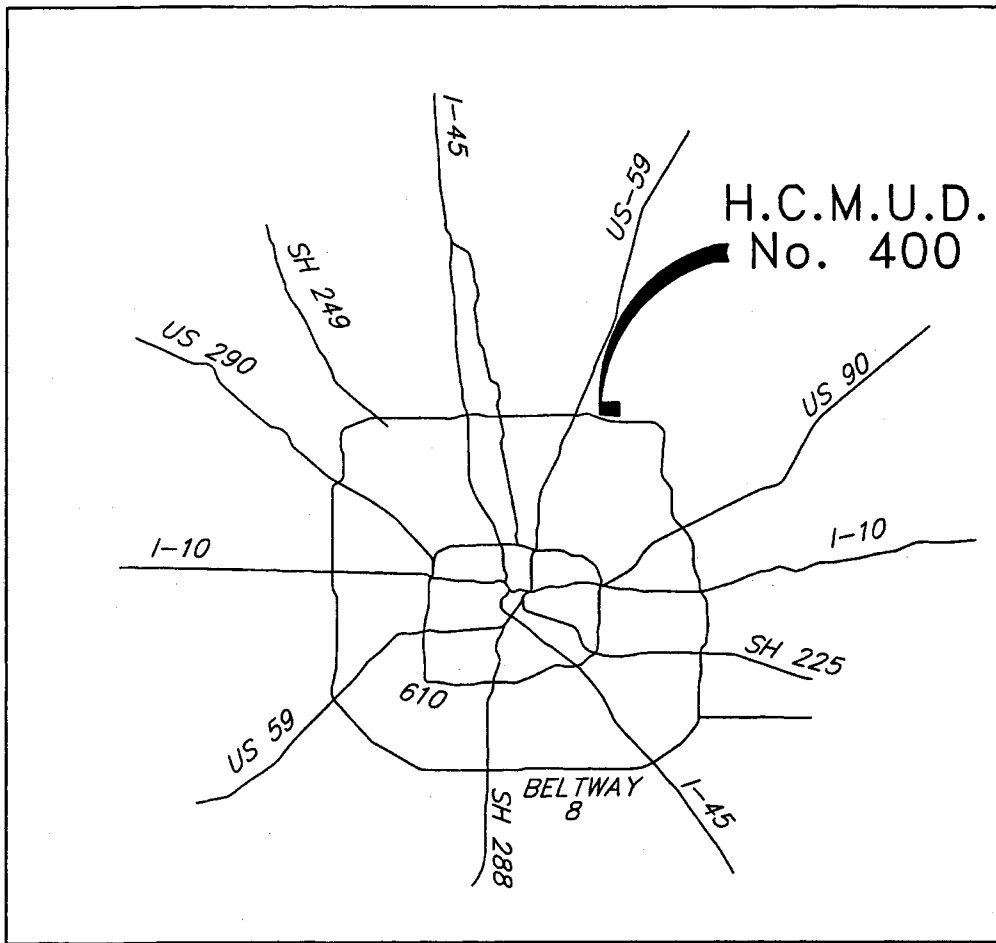 I-45
US-59
H.C.M.U.D.
No. 400
SH 249
US 290
US 90
I-10
I-10
SH 225
610
US 59
BELTWAY
8
I-45
SH 288